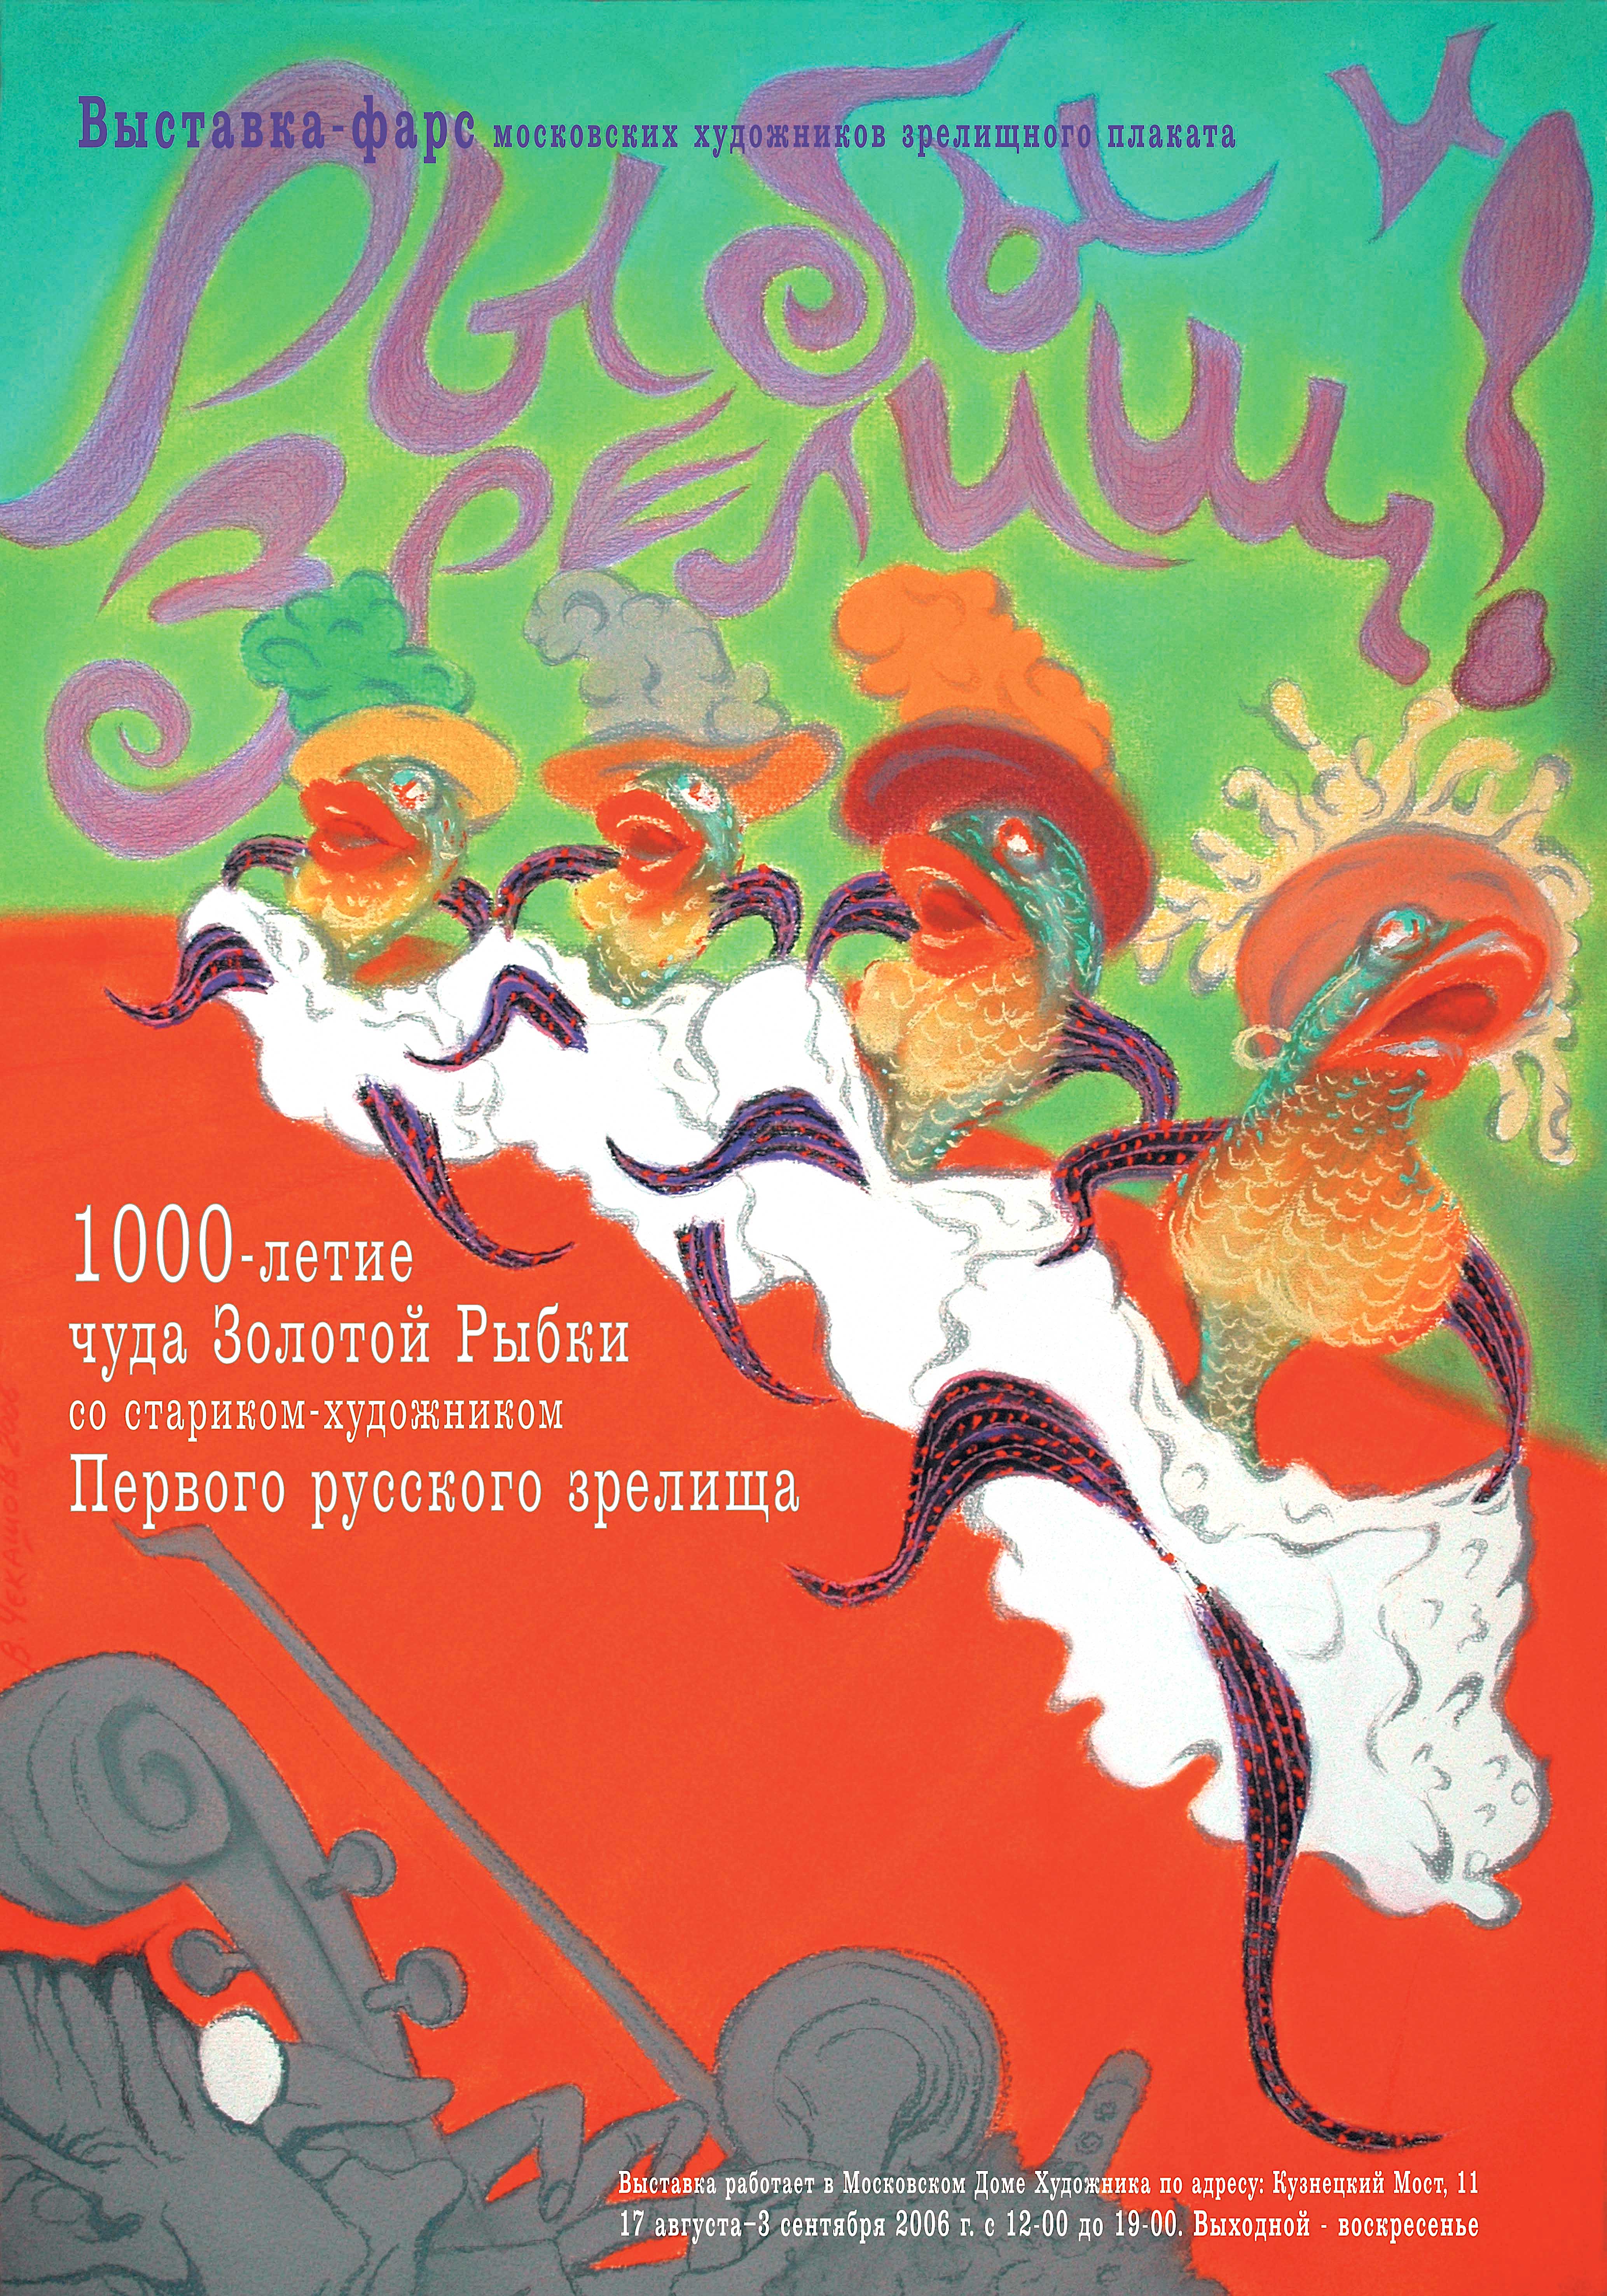 Выставка-фарс московских художников зрелищного плаката
Рыбы и
зрелищ!
1000-летие
чуда Золотой Рыбки
со стариком-художником
Первого русского зрелища
В. Чекашов 2006
Выставка работает в Московском Доме Художника по адресу: Кузнецкий Мост, 11
17 августа–3 сентября 2006 г. с 12-00 до 19-00. Выходной - воскресенье